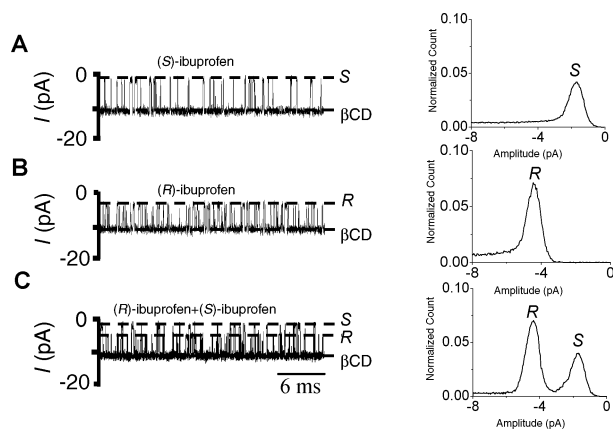 A
(S)-ibuprofen
0
-20
I (pA)
S
βCD
0.10
0.05
0.00
Normalized Count
S
-8
-4
0
Amplitude (pA)
B
(R)-ibuprofen
0
-20
I (pA)
R
βCD
0.10
0.05
0.00
Normalized Count
R
-8
-4
0
Amplitude (pA)
C
(R)-ibuprofen+(S)-ibuprofen
0
-20
I (pA)
S
R
βCD
6 ms
0.10
0.05
0.00
Normalized Count
R
S
-8
-4
0
Amplitude (pA)